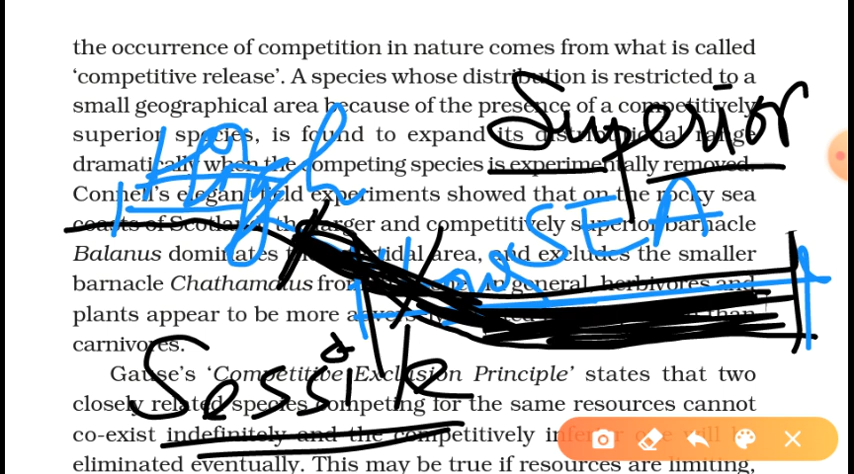 the occurrence of competition in nature comes from what is called
'competitive release'. A species whose distribution is restricted to a
small geographical area because of the presence of a competitively
superior species, is found to expand its distributional range
dramatically when the competing species is experimentally removed.
Connell's elegant field experiments showed that on the rocky sea
coasts of Scotland, the larger and competitively superior barnacle
Balanus dominates the intertidal area, and excludes the smaller
barnacle Chathamalus from in general, herbivores and
plants appear to be more adversely than
carnivores.
Gause's 'Competitive Exclusion Principle' states that two
closely related species competing for the same resources cannot
co-exist indefinitely and the competitively inferior one will be
eliminated eventually. This may be true if resources are limiting,
Superior
High
Low SEA
Sessile